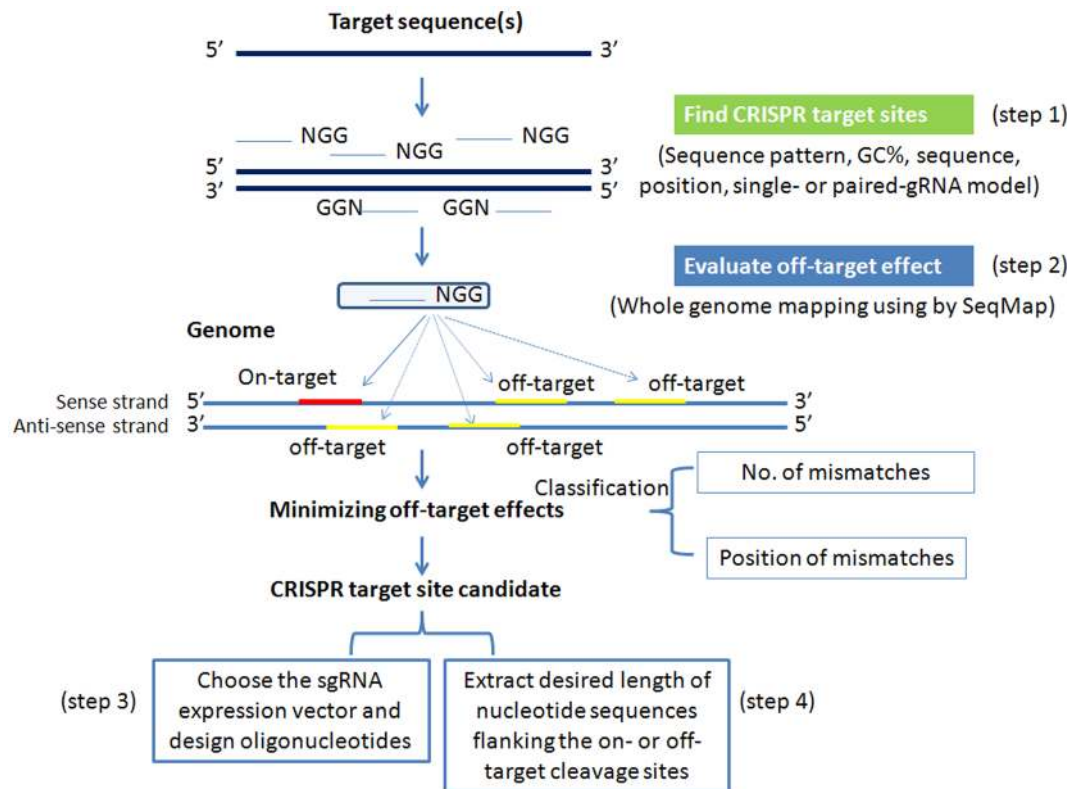 Target sequence(s)
5’ 3’
Find CRISPR target sites (step 1)
NGG NGG NGG
(Sequence pattern, GC%, sequence,
position, single- or paired-gRNA model)
5’ 3’
3’ 5’
GGN GGN
Evaluate off-target effect (step 2)
(Whole genome mapping using by SeqMap)
NGG
Genome
On-target off-target off-target
Sense strand 5’ 3’
Anti-sense strand 3’ 5’
off-target off-target
Classification
No. of mismatches
Position of mismatches
Minimizing off-target effects
CRISPR target site candidate
(step 3)
Choose the sgRNA
expression vector and
design oligonucleotides
Extract desired length of
nucleotide sequences
flanking the on- or off-
target cleavage sites
(step 4)